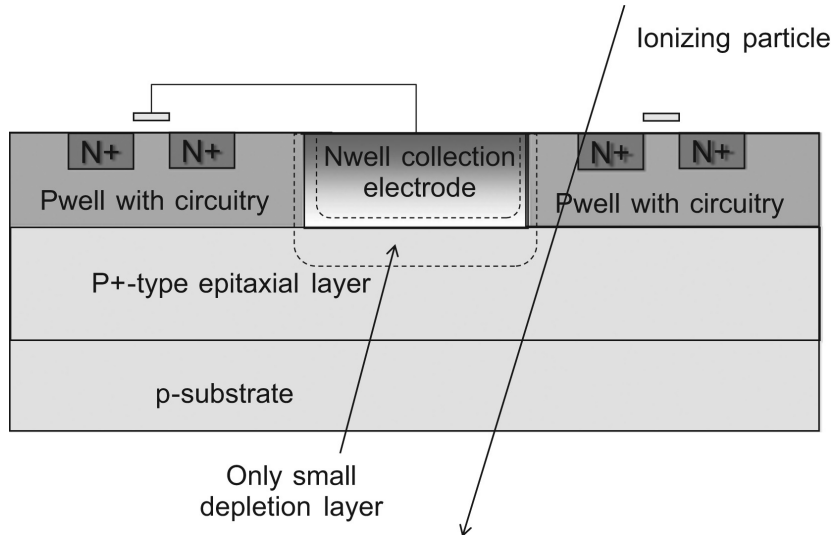 Ionizing particle
N+ N+ Nwell collection electrode N+ N+
Pwell with circuitry
Pwell with circuitry
P+-type epitaxial layer
p-substrate
Only small
depletion layer